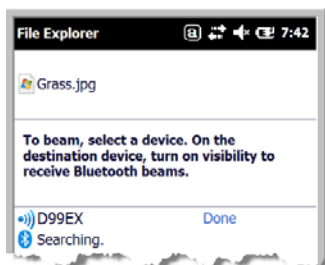 File Explorer a 7:42
Grass.jpg
To beam, select a device. On the
destination device, turn on visibility to
receive Bluetooth beams.
D99EX Done
Searching.